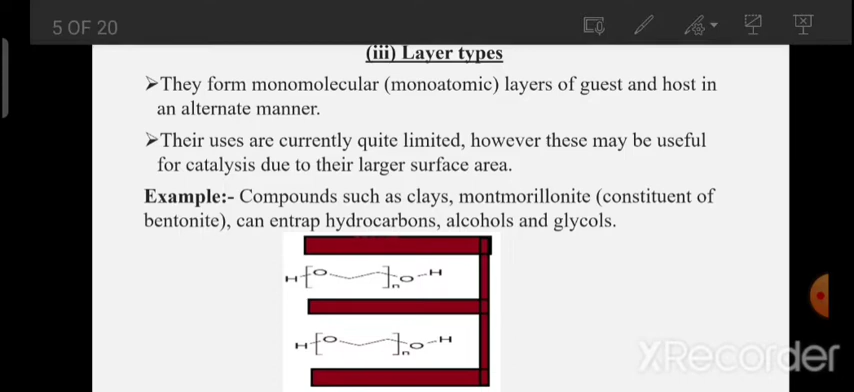 5 OF 20
(iii) Layer types
➢They form monomolecular (monoatomic) layers of guest and host in
an alternate manner.
➢Their uses are currently quite limited, however these may be useful
for catalysis due to their larger surface area.
Example:- Compounds such as clays, montmorillonite (constituent of
bentonite), can entrap hydrocarbons, alcohols and glycols.
H[O]nO-H
H[O]nO-H
XRecorder